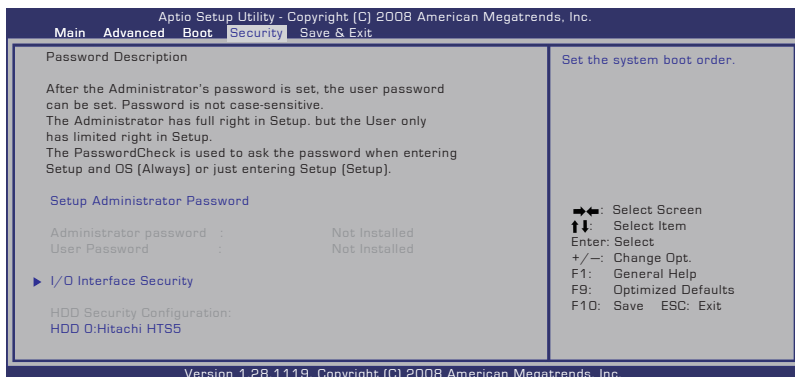 Aptio Setup Utility - Copyright (C) 2008 American Megatrends, Inc.
Main Advanced Boot Security Save & Exit
Password Description
After the Administrator's password is set, the user password
can be set. Password is not case-sensitive.
The Administrator has full right in Setup. but the User only
has limited right in Setup.
The PasswordCheck is used to ask the password when entering
Setup and OS (Always) or just entering Setup (Setup).
Setup Administrator Password
Administrator password : Not Installed
User Password : Not Installed
I/O Interface Security
HDD Security Configuration:
HDD 0:Hitachi HTS5
Set the system boot order.
: Select Screen
: Select Item
Enter: Select
+/—: Change Opt.
F1: General Help
F9: Optimized Defaults
F10: Save ESC: Exit
Version 1.28.1119. Copyright (C) 2008 American Megatrends, Inc.